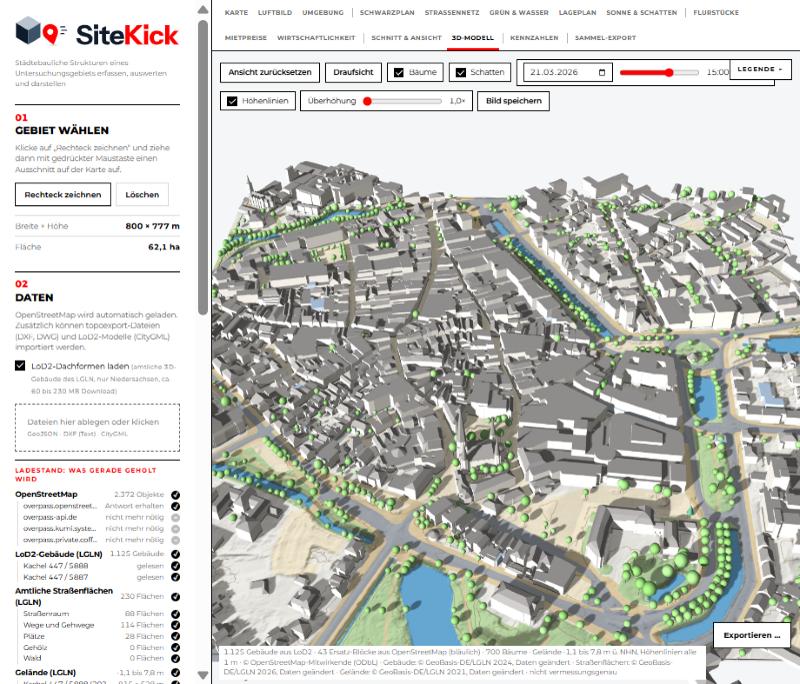 SiteKick
Städtebauliche Strukturen eines
Untersuchungsgebiets erfassen, auswerten
und darstellen
01
GEBIET WÄHLEN
Klicke auf „Rechteck zeichnen" und ziehe
dann mit gedrückter Maustaste einen
Ausschnitt auf der Karte auf.
Rechteck zeichnen
Löschen
Breite × Höhe 800 × 777 m
Fläche 62,1 ha
02
DATEN
OpenStreetMap wird automatisch geladen.
Zusätzlich können topoexport-Dateien
(DXF, DWG) und LoD2-Modelle (CityGML)
importiert werden.
LoD2-Dachformen laden (amtliche 3D-
Gebäude des LGLN, nur Niedersachsen, ca.
60 bis 230 MB Download)
Dateien hier ablegen oder klicken
GeoJSON · DXF (Text) · CityGML
LADESTAND: WAS GERADE GEHOLT
WIRD
OpenStreetMap 2.372 Objekte
overpass.openstreet... Antwort erhalten
overpass-api.de nicht mehr nötig
overpass.kumi.syste... nicht mehr nötig
overpass.private.coff... nicht mehr nötig
LoD2-Gebäude (LGLN) 1.125 Gebäude
Kachel 447 / 5888 gelesen
Kachel 447 / 5887 gelesen
Amtliche Straßenflächen
(LGLN) 230 Flächen
Straßenraum 88 Flächen
Wege und Gehwege 114 Flächen
Plätze 28 Flächen
Gehölz 0 Flächen
Wald 0 Flächen
Gelände (LGLN) -1,1 bis 7,8 m
KARTE LUFTBILD UMGEBUNG SCHWARZPLAN STRASSENNETZ GRÜN & WASSER LAGEPLAN SONNE & SCHATTEN FLURSTÜCKE
MIETPREISE WIRTSCHAFTLICHKEIT SCHNITT & ANSICHT 3D-MODELL KENNZAHLEN SAMMEL-EXPORT
Ansicht zurücksetzen Draufsicht Bäume Schatten 21.03.2026 15:00 LEGENDE -
Höhenlinien Überhöhung 1,0× Bild speichern
Exportieren ...
1.125 Gebäude aus LoD2 · 43 Ersatz-Blöcke aus OpenStreetMap (bläulich) · 700 Bäume · Gelände -1,1 bis 7,8 m ü. NHN, Höhenlinien alle
1 m · © OpenStreetMap-Mitwirkende (ODbL) · Gebäude: © GeoBasis-DE/LGLN 2024, Daten geändert · Straßenflächen: © GeoBasis-
DE/LGLN 2026, Daten geändert · Gelände: © GeoBasis-DE/LGLN 2021, Daten geändert · nicht vermessungsgenau